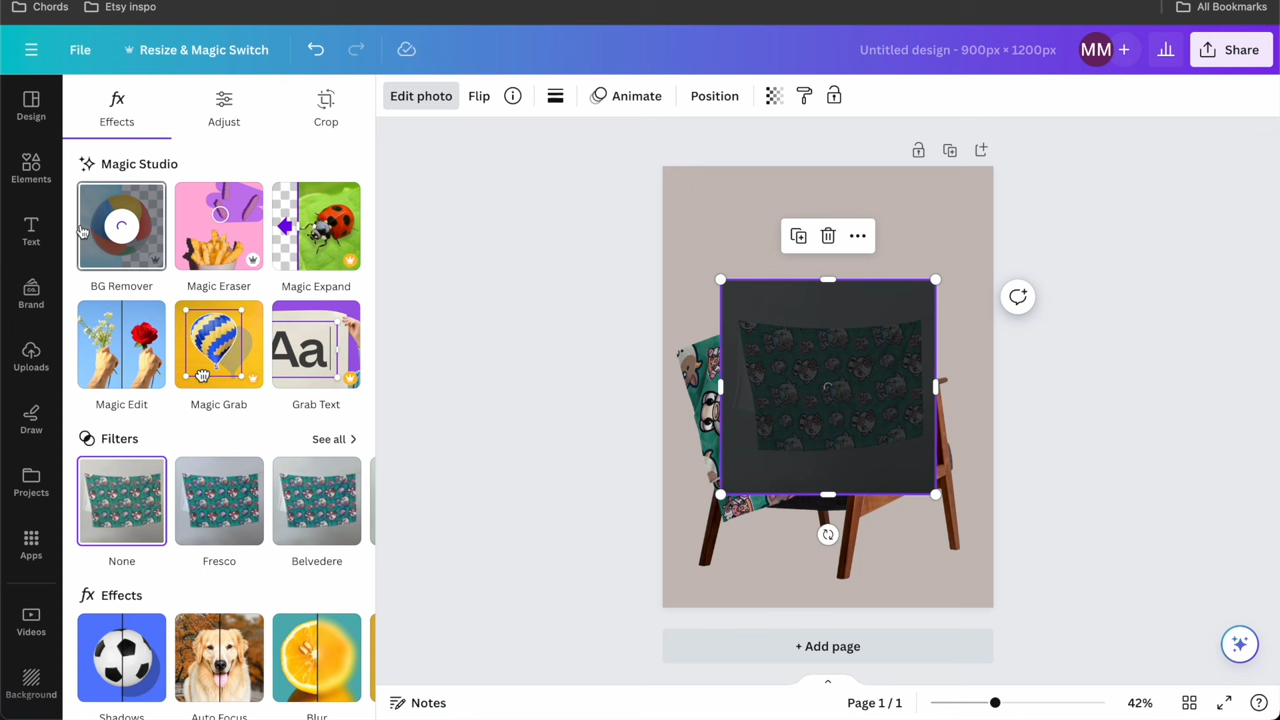 Chords
Etsy inspo
All Bookmarks
File
Resize & Magic Switch
Untitled design - 900px × 1200px
MM
+
Share
Design
Elements
Text
Brand
Uploads
Draw
Projects
Apps
Videos
Background
Effects
Adjust
Crop
Edit photo
Flip
Animate
Position
Magic Studio
BG Remover
Magic Eraser
Magic Expand
Aa
Magic Edit
Magic Grab
Grab Text
Filters
See all
None
Fresco
Belvedere
fx Effects
Shadows
Auto Focus
Blur
+ Add page
Notes
Page 1 / 1
42%